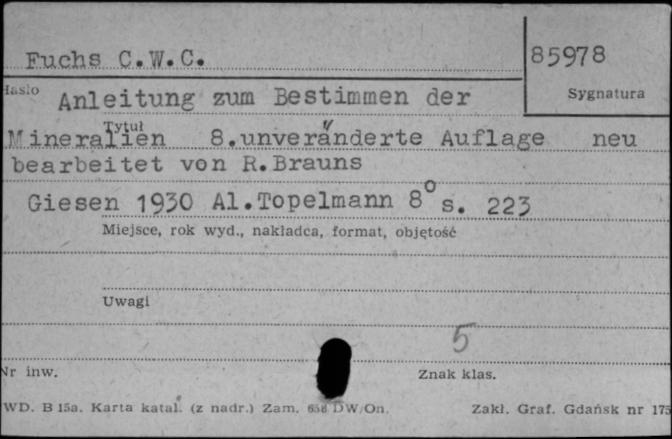 Fuchs C.W.C.
85978
Hasło
Sygnatura
Anleitung zum Bestimmen der
Tytuł
Mineralien 8.unveränderte Auflage neu
bearbeitet von R.Brauns
Giesen 1930 Al.Topelmann 8° s. 223
Miejsce, rok wyd., nakładca, format, objętość
Uwagi
5
Nr inw.
Znak klas.
WD. B 15a. Karta katal. (z nadr.) Zam. DW/On. Zakł. Graf. Gdańsk nr 175